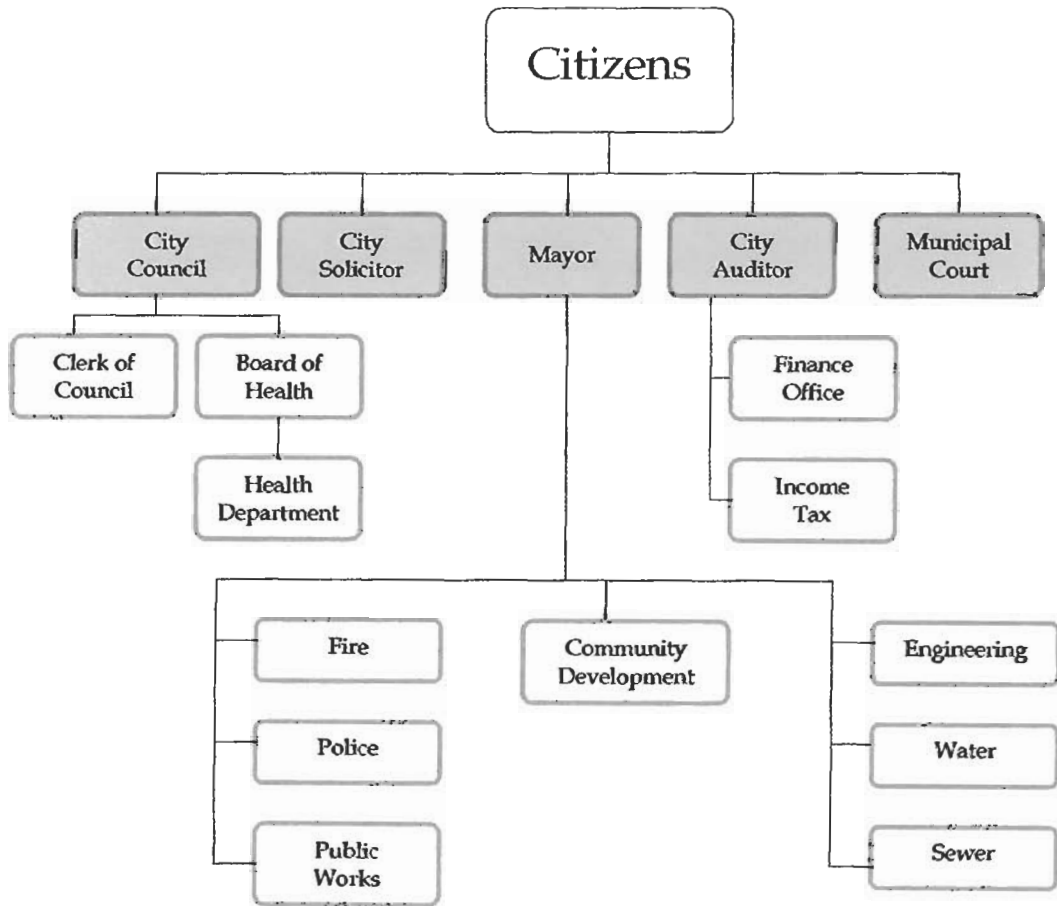 Citizens
City
Council
City
Solicitor
Mayor
City
Auditor
Municipal
Court
Clerk of
Council
Board of
Health
Finance
Office
Health
Department
Income
Tax
Fire
Community
Development
Engineering
Police
Water
Public
Works
Sewer